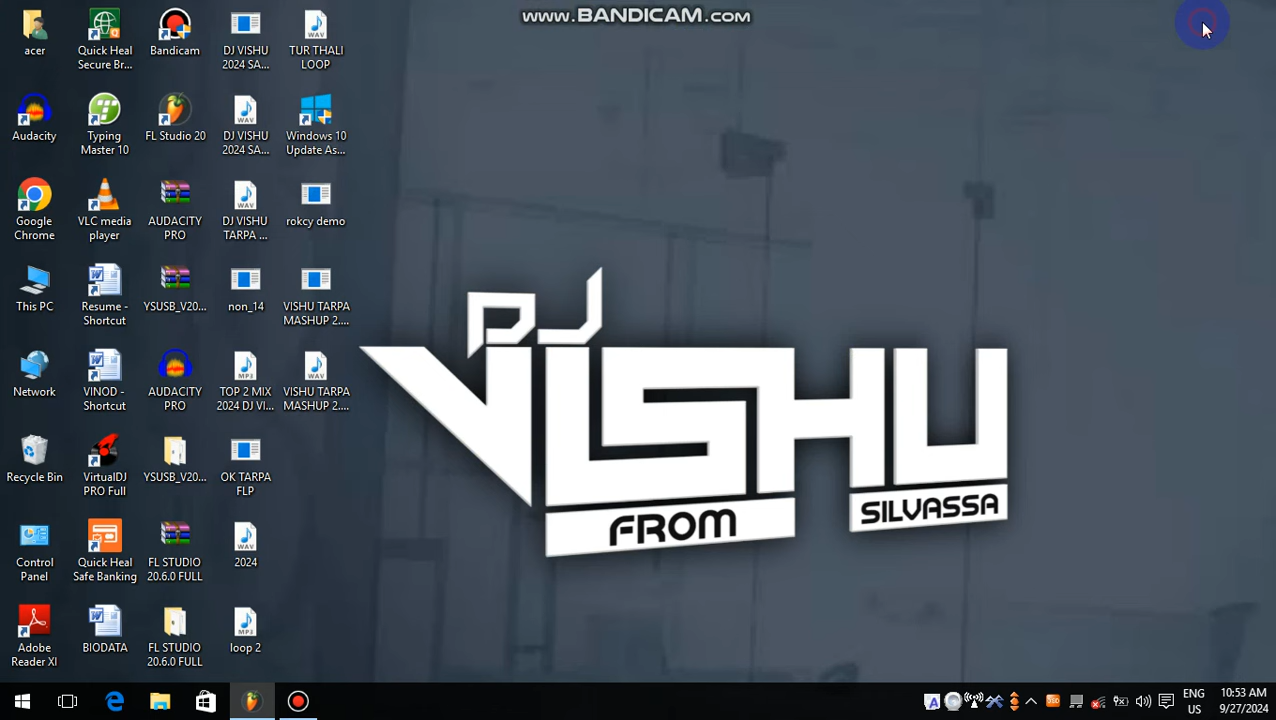 www.BANDICAM.com
acer
Quick Heal
Secure Br...
Bandicam
DJ VISHU
2024 SA...
TUR THALI
LOOP
Audacity
Typing
Master 10
FL Studio 20
DJ VISHU
2024 SA...
Windows 10
Update As...
Google
Chrome
VLC media
player
AUDACITY
PRO
DJ VISHU
TARPA ...
rokcy demo
This PC
Resume -
Shortcut
YSUSB_V20...
non_14
VISHU TARPA
MASHUP 2....
Network
VINOD -
Shortcut
AUDACITY
PRO
TOP 2 MIX
2024 DJ VI...
VISHU TARPA
MASHUP 2....
Recycle Bin
VirtualDJ
PRO Full
YSUSB_V20...
OK TARPA
FLP
Control
Panel
Quick Heal
Safe Banking
FL STUDIO
20.6.0 FULL
2024
Adobe
Reader XI
BIODATA
FL STUDIO
20.6.0 FULL
loop 2
DJ
VISHU
FROM
SILVASSA
ENG
US
10:53 AM
9/27/2024